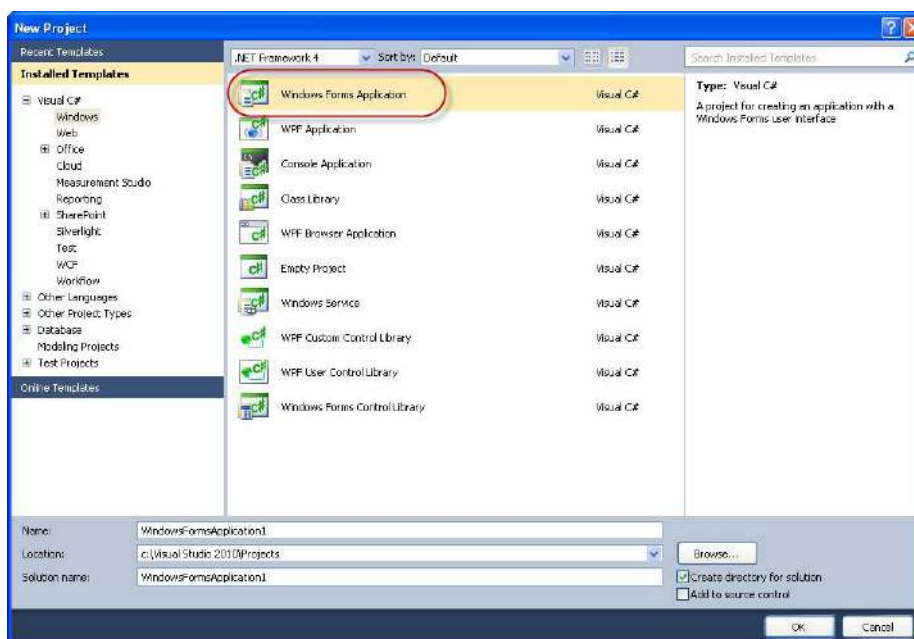 New Project
Recent Templates
Installed Templates
Visual C#
Windows
Web
Office
Cloud
Measurement Studio
Reporting
SharePoint
Silverlight
Test
WCF
Workflow
Other Languages
Other Project Types
Database
Modeling Projects
Test Projects
Online Templates
.NET Framework 4 Sort by: Default
Windows Forms Application Visual C#
WPF Application Visual C#
Console Application Visual C#
Class Library Visual C#
WPF Browser Application Visual C#
Empty Project Visual C#
Windows Service Visual C#
WPF Custom Control Library Visual C#
WPF User Control Library Visual C#
Windows Forms Control Library Visual C#
Search Installed Templates
Type: Visual C#
A project for creating an application with a
Windows Forms user interface
Name: WindowsFormsApplication1
Location: c:\Visual Studio 2010\Projects
Browse...
Solution name: WindowsFormsApplication1
Create directory for solution
Add to source control
OK Cancel